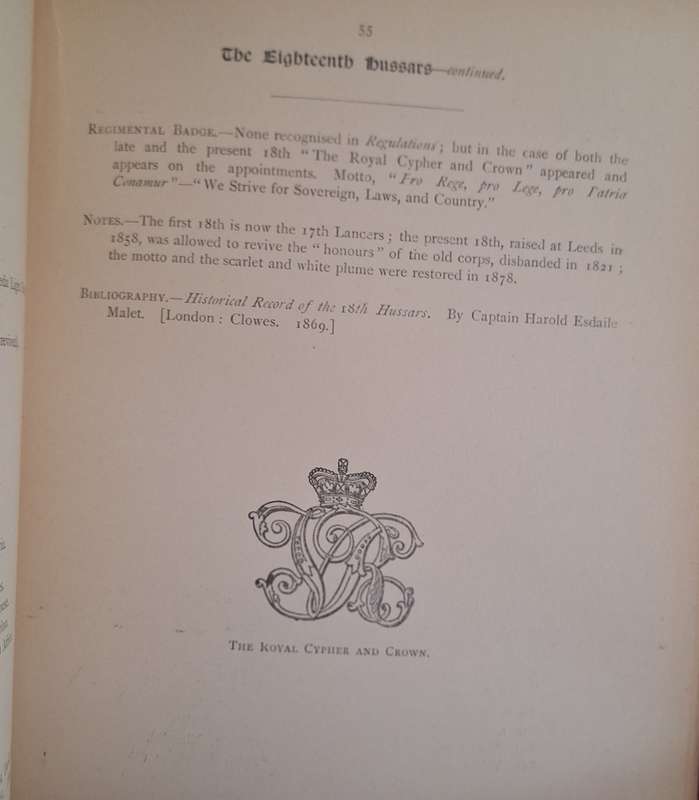 55
The Eighteenth Hussars—continued.
REGIMENTAL BADGE.—None recognised in Regulations; but in the case of both the
late and the present 18th "The Royal Cypher and Crown" appeared and
appears on the appointments. Motto, "Pro Rege, pro Lege, pro Patria
Conamur"—"We Strive for Sovereign, Laws, and Country."
NOTES.—The first 18th is now the 17th Lancers; the present 18th, raised at Leeds in
1858, was allowed to revive the "honours" of the old corps, disbanded in 1821;
the motto and the scarlet and white plume were restored in 1878.
BIBLIOGRAPHY.—Historical Record of the 18th Hussars. By Captain Harold Esdaile
Malet. [London: Clowes. 1869.]
THE ROYAL CYPHER AND CROWN.